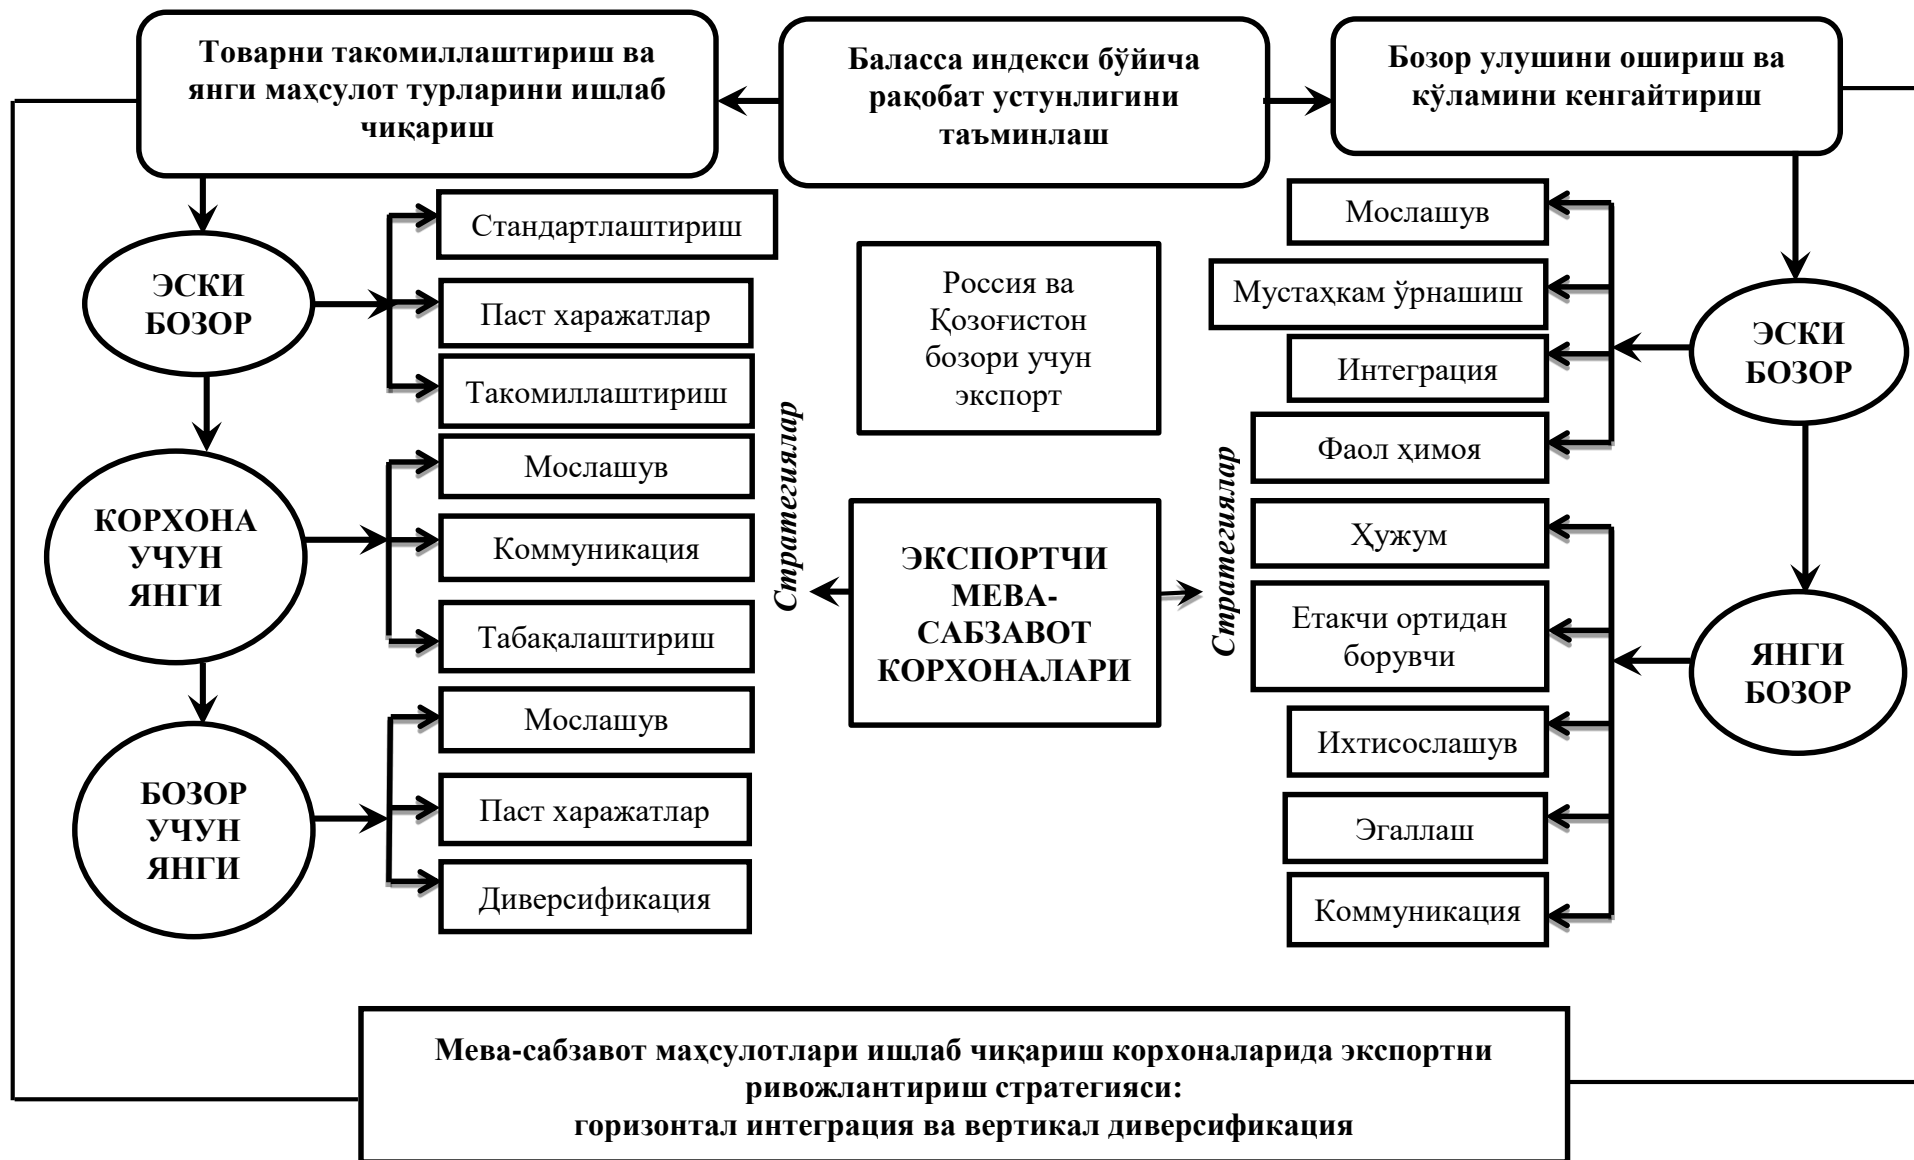 Товарни такомиллаштириш ва
янги маҳсулот турларини ишлаб
чиқариш
Баласса индекси бўйича
рақобат устунлигини
таъминлаш
Бозор улушини ошириш ва
кўламини кенгайтириш
ЭСКИ
БОЗОР
Стандартлаштириш
Паст харажатлар
Такомиллаштириш
КОРХОНА
УЧУН
ЯНГИ
Мослашув
Коммуникация
Табақалаштириш
БОЗОР
УЧУН
ЯНГИ
Мослашув
Паст харажатлар
Диверсификация
Стратегиялар
Россия ва
Қозоғистон
бозори учун
экспорт
ЭКСПОРТЧИ
МЕВА-
САБЗАВОТ
КОРХОНАЛАРИ
Стратегиялар
Мослашув
Мустаҳкам ўрнашиш
Интеграция
Фаол ҳимоя
ЭСКИ
БОЗОР
Ҳужум
Етакчи ортидан
борувчи
Ихтисослашув
Эгаллаш
Коммуникация
ЯНГИ
БОЗОР
Мева-сабзавот маҳсулотлари ишлаб чиқариш корхоналарида экспортни
ривожлантириш стратегияси:
горизонтал интеграция ва вертикал диверсификация